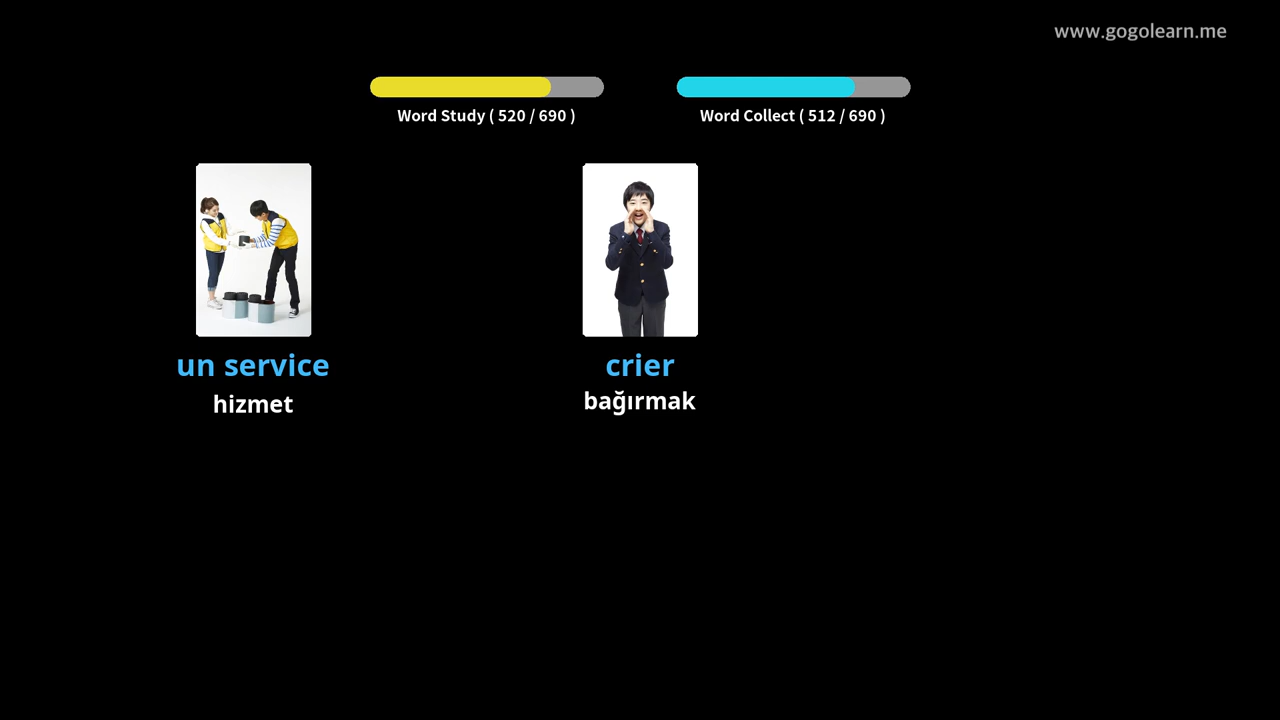 www.gogolearn.me
Word Study ( 520 / 690 )
Word Collect ( 512 / 690 )
un service
hizmet
crier
bağırmak